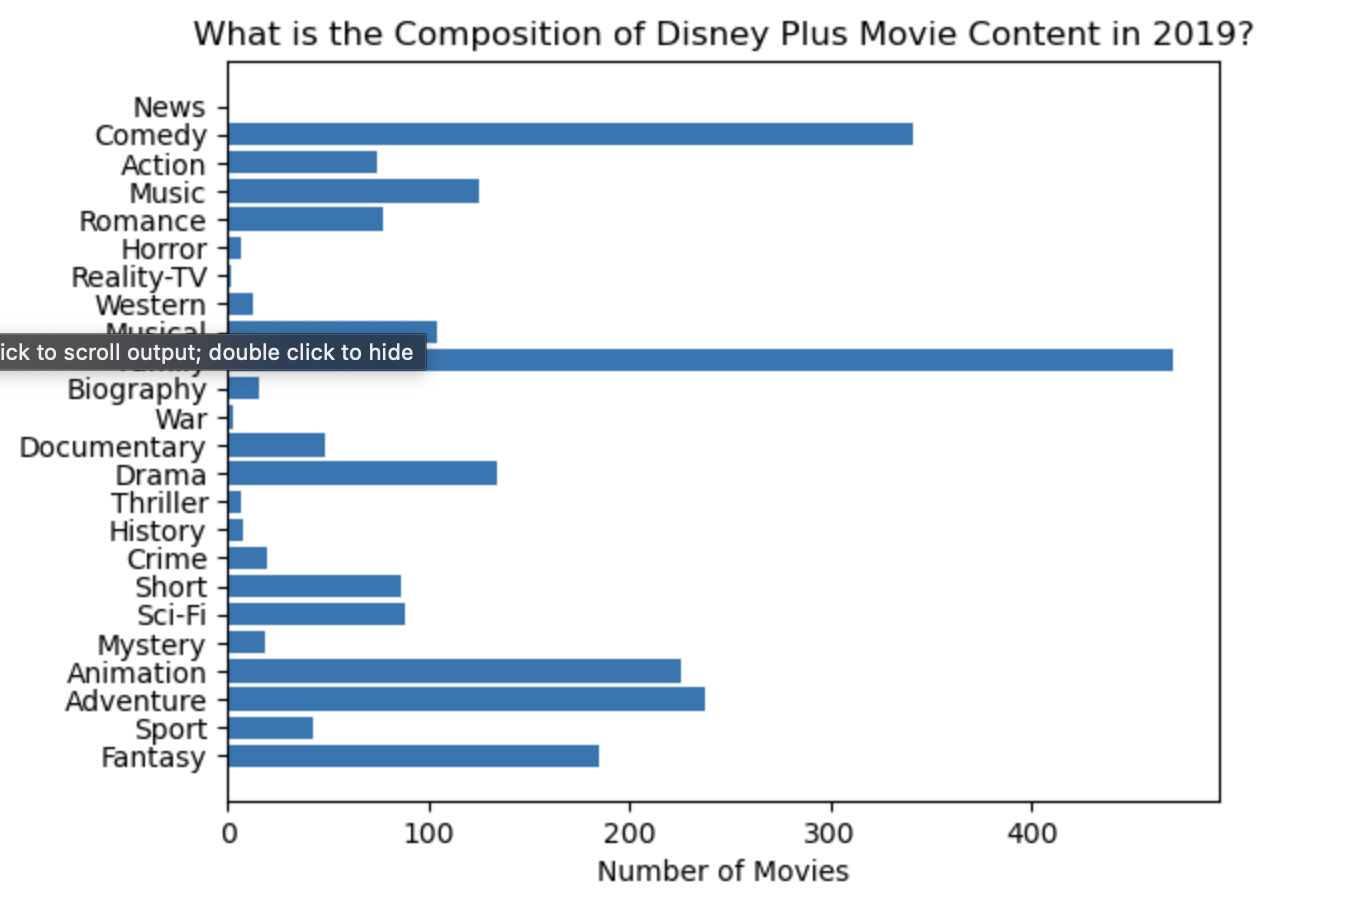 What is the Composition of Disney Plus Movie Content in 2019?
News
Comedy
Action
Music
Romance
Horror
Reality-TV
Western
Musical
ick to scroll output; double click to hide
Biography
War
Documentary
Drama
Thriller
History
Crime
Short
Sci-Fi
Mystery
Animation
Adventure
Sport
Fantasy
0 100 200 300 400
Number of Movies